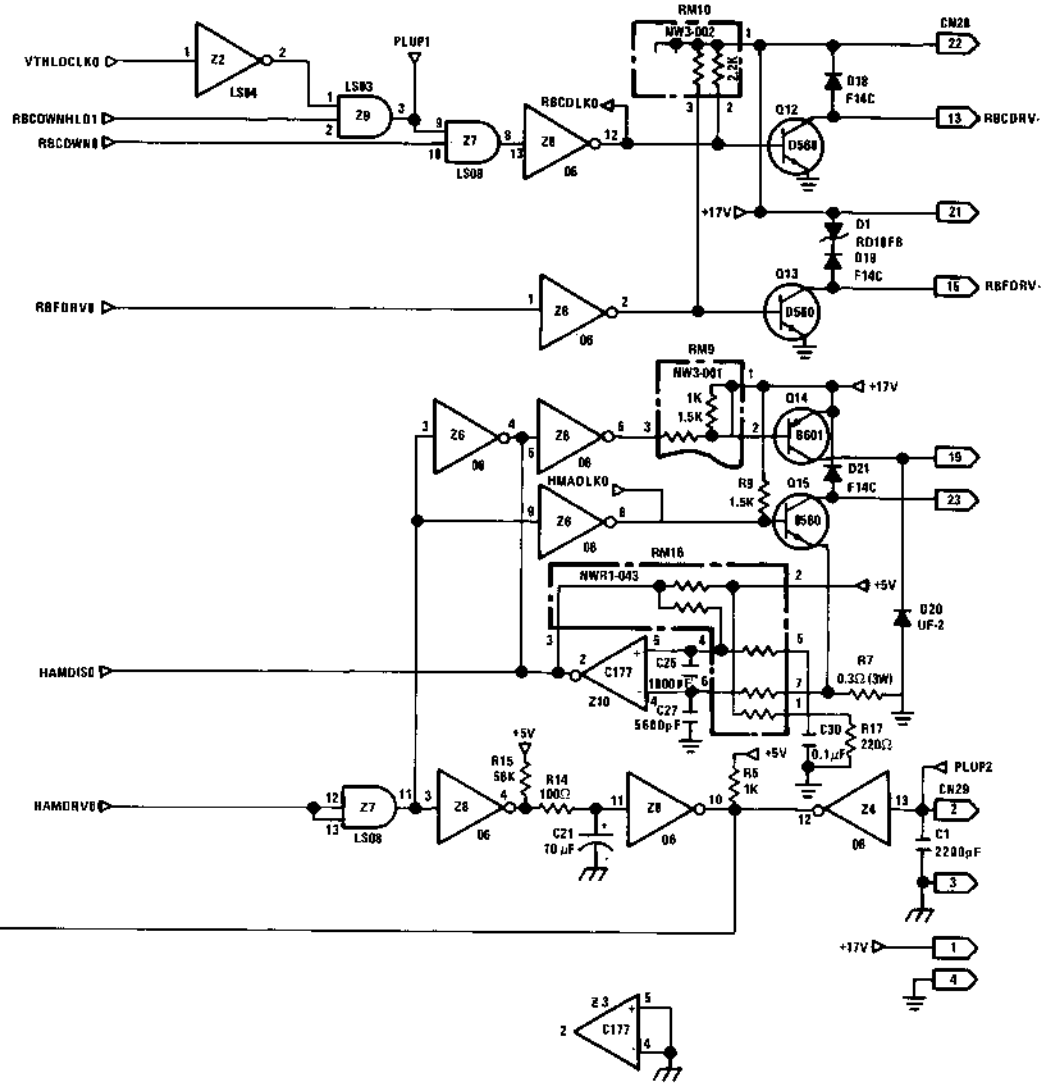 RM10
NW3-002
CN28
VTHLOCLK0
1
Z2
2
LS04
PLUP1
2.2K
1
22
D18
F14C
LS03
RBCOWNHLD1
1
2
Z9
3
RBCDLK0
3
2
Q12
D560
13
RBCDRV-
RBCOWN0
9
10
Z7
8
LS08
13
Z8
12
06
+17V
21
D1
RD18FB
D19
F14C
RBFDRV0
1
Z8
2
06
Q13
D560
15
RBFDRV-
RM9
NW3-001
1
+17V
1K
1.5K
Q14
B601
3
Z6
4
06
5
Z8
6
06
3
2
19
D21
F14C
HMADLK0
R9
1.5K
Q15
D560
23
9
Z6
8
06
RM16
NWR1-043
2
+5V
D20
UF-2
3
HAMDIS0
2
C177
+
-
Z10
5
4
C26
1800pF
4
6
5
7
1
C27
5600pF
R7
0.3Ω (3W)
C30
0.1μF
R17
220Ω
+5V
R15
56K
R14
100Ω
+5V
R6
1K
PLUP2
CN29
HAMDRV0
12
13
Z7
11
LS08
3
Z8
4
06
C21
70 μF
+
11
Z8
10
06
12
Z4
13
06
2
C1
2200pF
3
+17V
1
4
Z3
2
C177
+
-
5
4